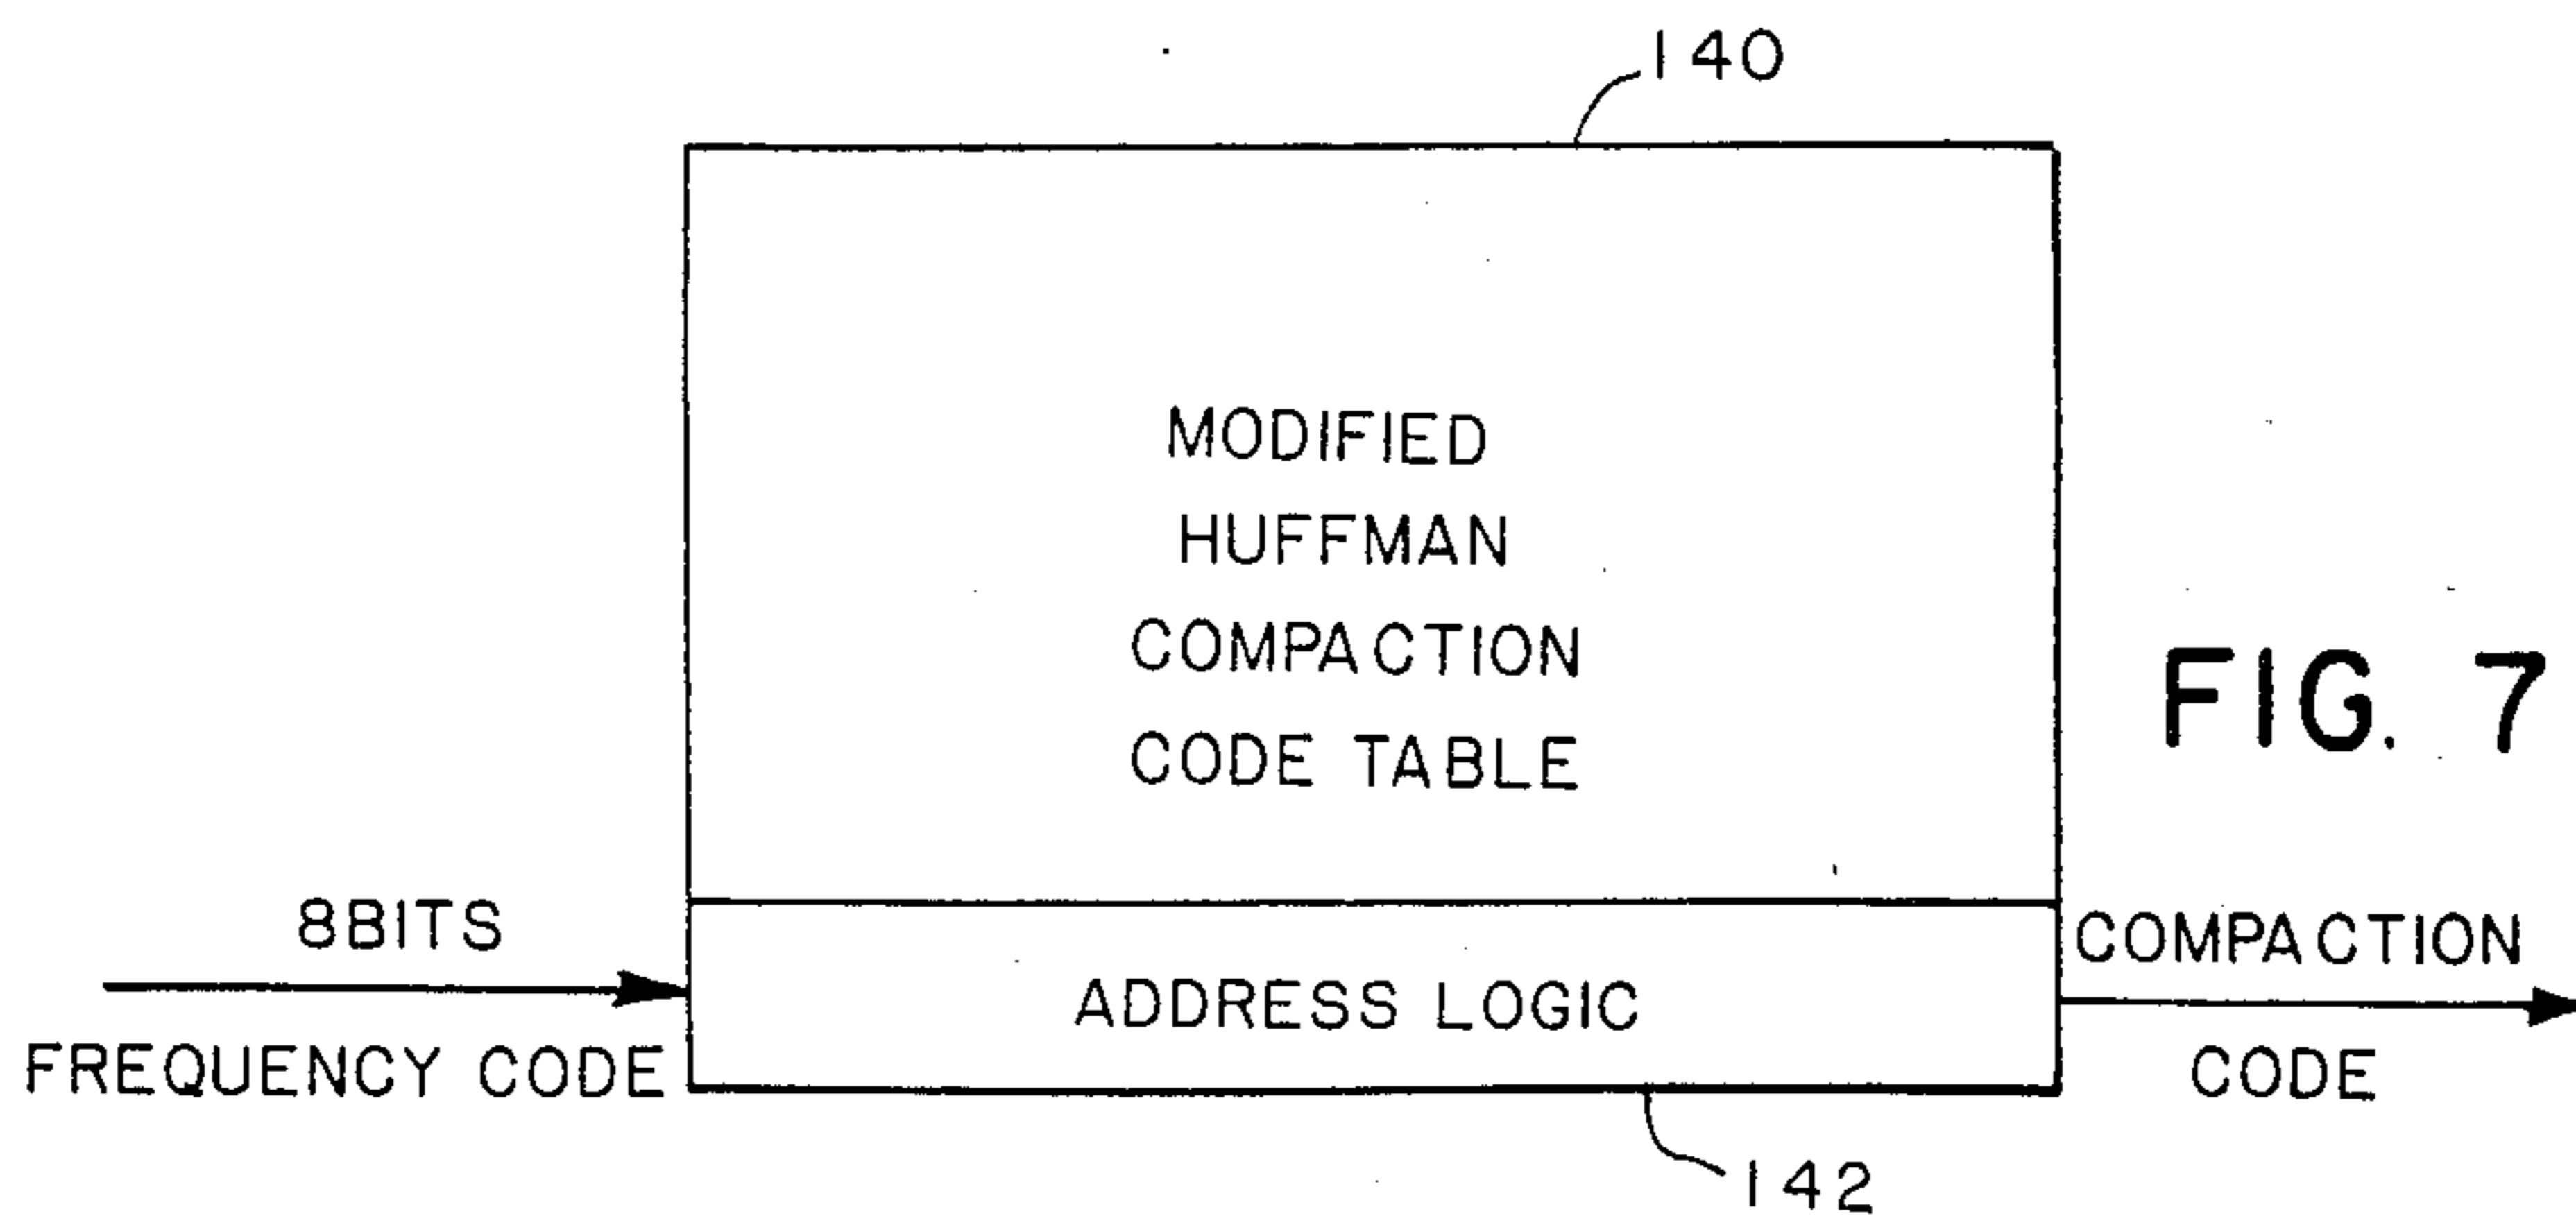 140
MODIFIED
HUFFMAN
COMPACTION
CODE TABLE
FIG. 7
8BITS
FREQUENCY CODE
ADDRESS LOGIC
COMPACTION
CODE
142